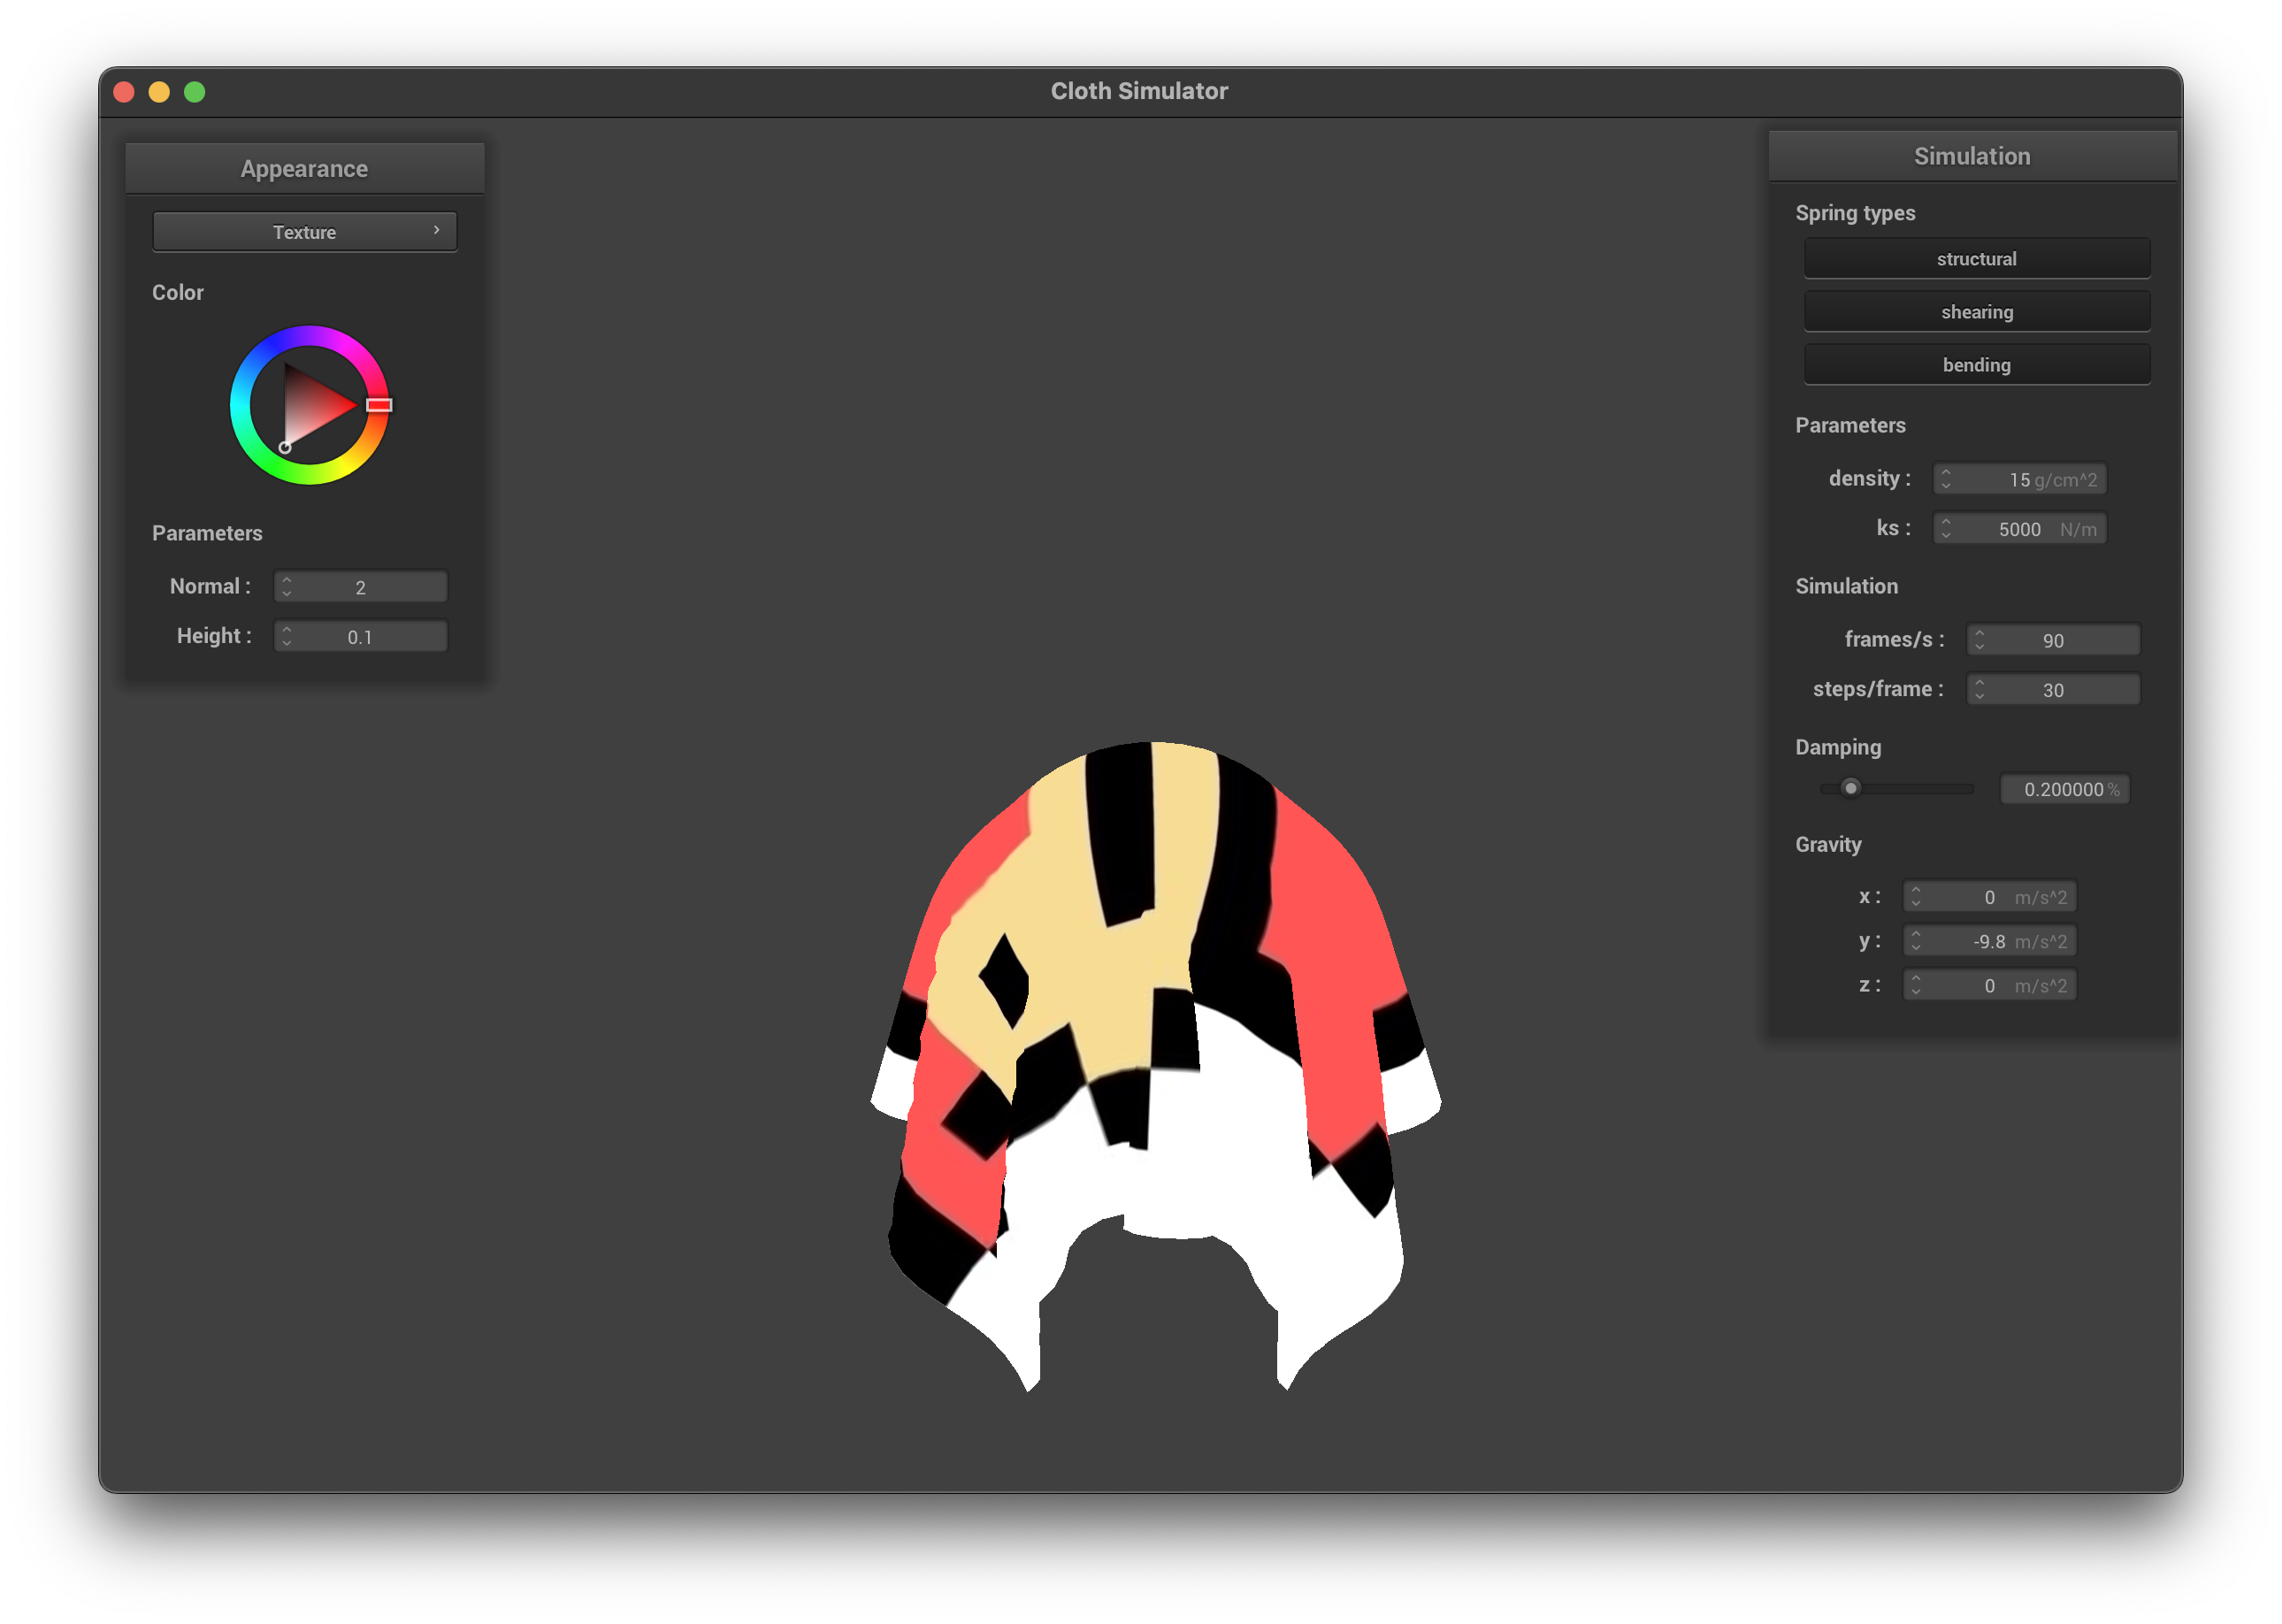 Cloth Simulator
Appearance
Texture
Color
Parameters
Normal : 2
Height : 0.1
Simulation
Spring types
structural
shearing
bending
Parameters
density : 15 g/cm^2
ks : 5000 N/m
Simulation
frames/s : 90
steps/frame : 30
Damping
0.200000 %
Gravity
x : 0 m/s^2
y : -9.8 m/s^2
z : 0 m/s^2